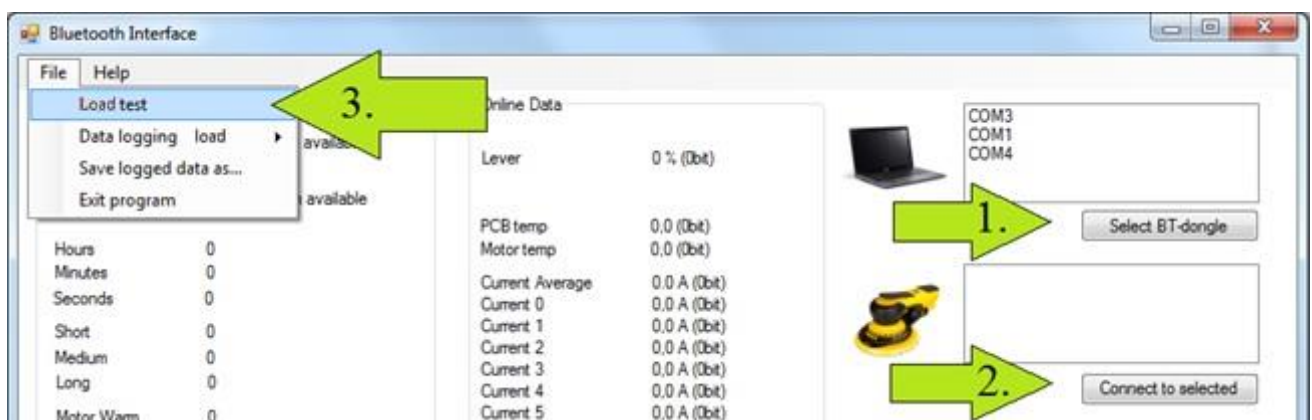 Bluetooth Interface
File Help
Load test
Data logging load
Save logged data as...
Exit program
available
available
3.
Hours 0
Minutes 0
Seconds 0
Short 0
Medium 0
Long 0
Motor Warm 0
Online Data
Lever 0 % (0bit)
PCB temp 0,0 (0bit)
Motor temp 0,0 (0bit)
Current Average 0.0 A (0bit)
Current 0 0.0 A (0bit)
Current 1 0,0 A (0bit)
Current 2 0,0 A (0bit)
Current 3 0,0 A (0bit)
Current 4 0,0 A (0bit)
Current 5 0,0 A (0bit)
COM3
COM1
COM4
1.
Select BT-dongle
2.
Connect to selected